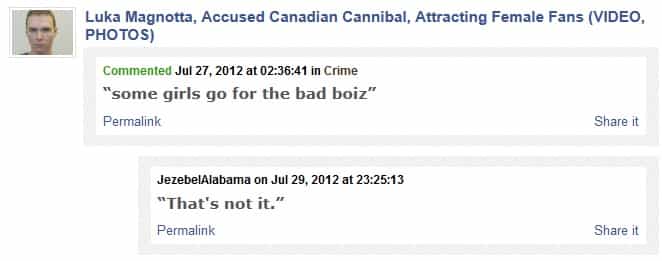 Luka Magnotta, Accused Canadian Cannibal, Attracting Female Fans (VIDEO,
PHOTOS)
Commented Jul 27, 2012 at 02:36:41 in Crime
“some girls go for the bad boiz”
Permalink Share it
JezebelAlabama on Jul 29, 2012 at 23:25:13
“That's not it.”
Permalink Share it